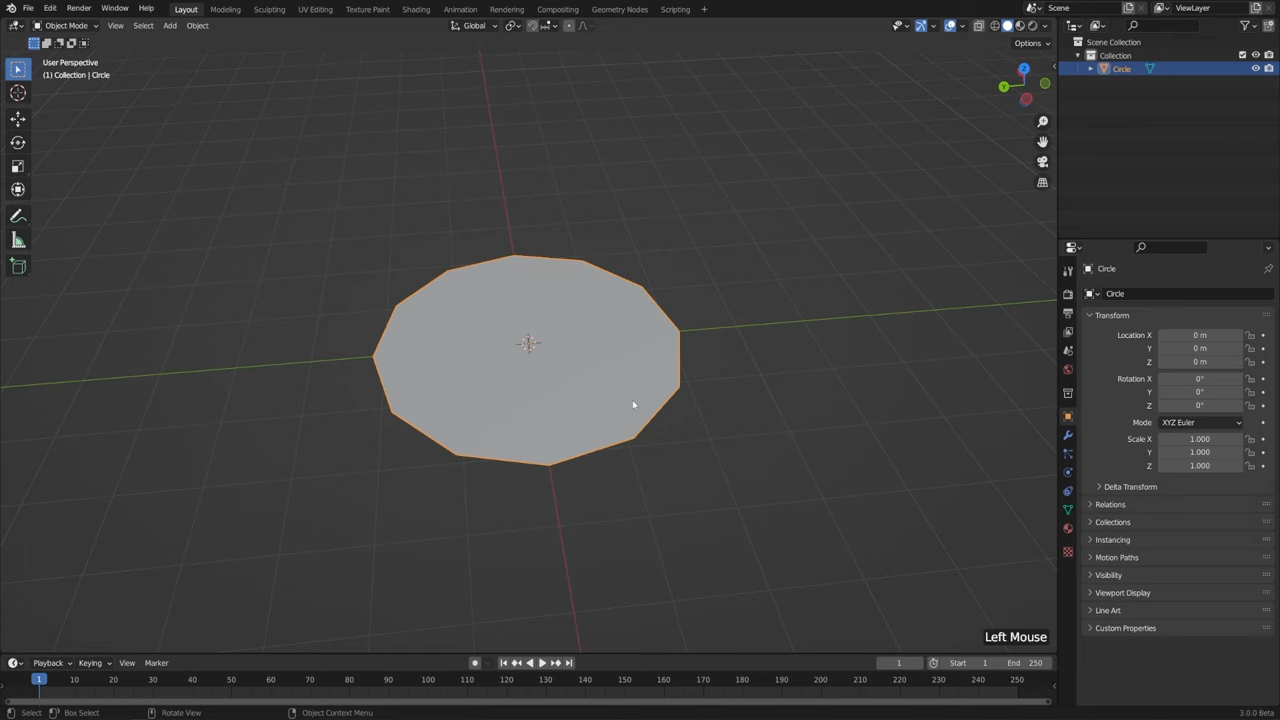 File Edit Render Window Help Layout Modeling Sculpting UV Editing Texture Paint Shading Animation Rendering Compositing Geometry Nodes Scripting Scene ViewLayer
Object Mode View Select Add Object Global
Options
User Perspective
(1) Collection | Circle
Scene Collection
Collection
Circle
Z
Y
Circle
Circle
Transform
Location X 0 m
Y 0 m
Z 0 m
Rotation X 0°
Y 0°
Z 0°
Mode XYZ Euler
Scale X 1.000
Y 1.000
Z 1.000
Delta Transform
Relations
Collections
Instancing
Motion Paths
Visibility
Viewport Display
Line Art
Custom Properties
Left Mouse
Playback Keying View Marker 1 Start 1 End 250
1 10 20 30 40 50 60 70 80 90 100 110 120 130 140 150 160 170 180 190 200 210 220 230 240 250
Select Box Select Rotate View Object Context Menu 3.0.0 Beta